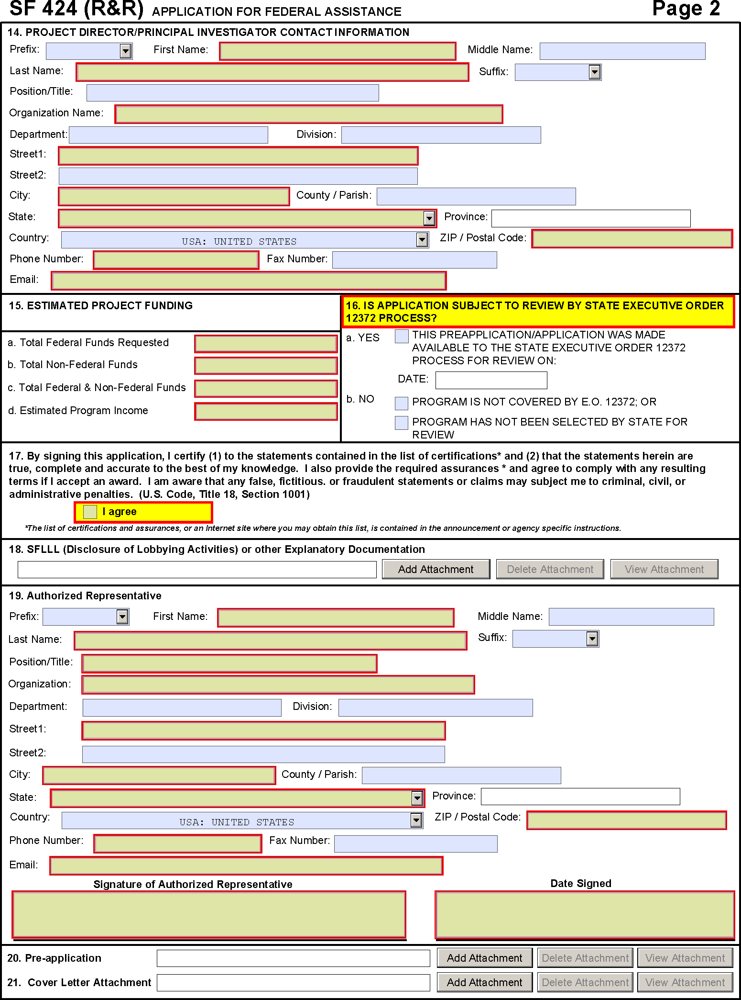 SF 424 (R&R) APPLICATION FOR FEDERAL ASSISTANCE Page 2
14. PROJECT DIRECTOR/PRINCIPAL INVESTIGATOR CONTACT INFORMATION
Prefix: First Name: Middle Name:
Last Name: Suffix:
Position/Title:
Organization Name:
Department: Division:
Street1:
Street2:
City: County / Parish:
State: Province:
Country: USA: UNITED STATES ZIP / Postal Code:
Phone Number: Fax Number:
Email:
15. ESTIMATED PROJECT FUNDING
a. Total Federal Funds Requested
b. Total Non-Federal Funds
c. Total Federal & Non-Federal Funds
d. Estimated Program Income
16. IS APPLICATION SUBJECT TO REVIEW BY STATE EXECUTIVE ORDER
12372 PROCESS?
a. YES THIS PREAPPLICATION/APPLICATION WAS MADE
AVAILABLE TO THE STATE EXECUTIVE ORDER 12372
PROCESS FOR REVIEW ON:
DATE:
b. NO PROGRAM IS NOT COVERED BY E.O. 12372; OR
PROGRAM HAS NOT BEEN SELECTED BY STATE FOR
REVIEW
17. By signing this application, I certify (1) to the statements contained in the list of certifications* and (2) that the statements herein are
true, complete and accurate to the best of my knowledge. I also provide the required assurances * and agree to comply with any resulting
terms if I accept an award. I am aware that any false, fictitious. or fraudulent statements or claims may subject me to criminal, civil, or
administrative penalties. (U.S. Code, Title 18, Section 1001)
I agree
*The list of certifications and assurances, or an Internet site where you may obtain this list, is contained in the announcement or agency specific instructions.
18. SFLLL (Disclosure of Lobbying Activities) or other Explanatory Documentation
Add Attachment Delete Attachment View Attachment
19. Authorized Representative
Prefix: First Name: Middle Name:
Last Name: Suffix:
Position/Title:
Organization:
Department: Division:
Street1:
Street2:
City: County / Parish:
State: Province:
Country: USA: UNITED STATES ZIP / Postal Code:
Phone Number: Fax Number:
Email:
Signature of Authorized Representative Date Signed
20. Pre-application Add Attachment Delete Attachment View Attachment
21. Cover Letter Attachment Add Attachment Delete Attachment View Attachment